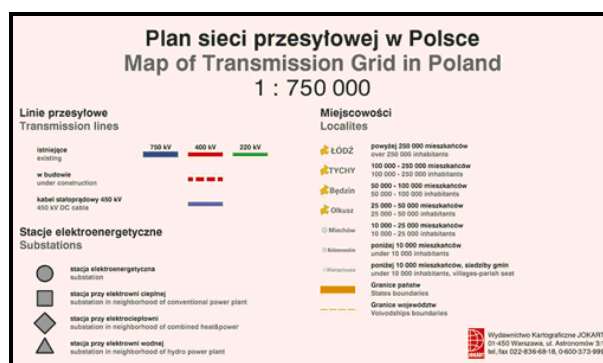 Plan sieci przesyłowej w Polsce
Map of Transmission Grid in Poland
1 : 750 000
Linie przesyłowe
Transmission lines
750 kV 400 kV 220 kV
istniejące
existing
w budowie
under construction
kabel stałoprądowy 450 kV
450 kV DC cable
Stacje elektroenergetyczne
Substations
stacja elektroenergetyczna
substation
stacja przy elektrowni cieplnej
substation in neighborhood of conventional power plant
stacja przy elektrociepłowni
substation in neighborhood of combined heat&power
stacja przy elektrowni wodnej
substation in neighborhood of hydro power plant
Miejscowości
Localites
ŁÓDŹ
powyżej 250 000 mieszkańców
over 250 000 inhabitants
TYCHY
100 000 - 250 000 mieszkańców
100 000 - 250 000 inhabitants
Będzin
50 000 - 100 000 mieszkańców
50 000 - 100 000 inhabitants
Olkusz
25 000 - 50 000 mieszkańców
25 000 - 50 000 inhabitants
Miechów
10 000 - 25 000 mieszkańców
10 000 - 25 000 inhabitants
poniżej 10 000 mieszkańców
under 10 000 inhabitants
poniżej 10 000 mieszkańców, siedziby gmin
under 10 000 inhabitants, villages-parish seat
Granice państw
States boundaries
Granice województw
Voivodships boundaries
JOKART
Wydawnictwo Kartograficzne JOKART
01-450 Warszawa, ul. Astronomów 3/
tel./fax 022-836-68-18, 0-600-373-99